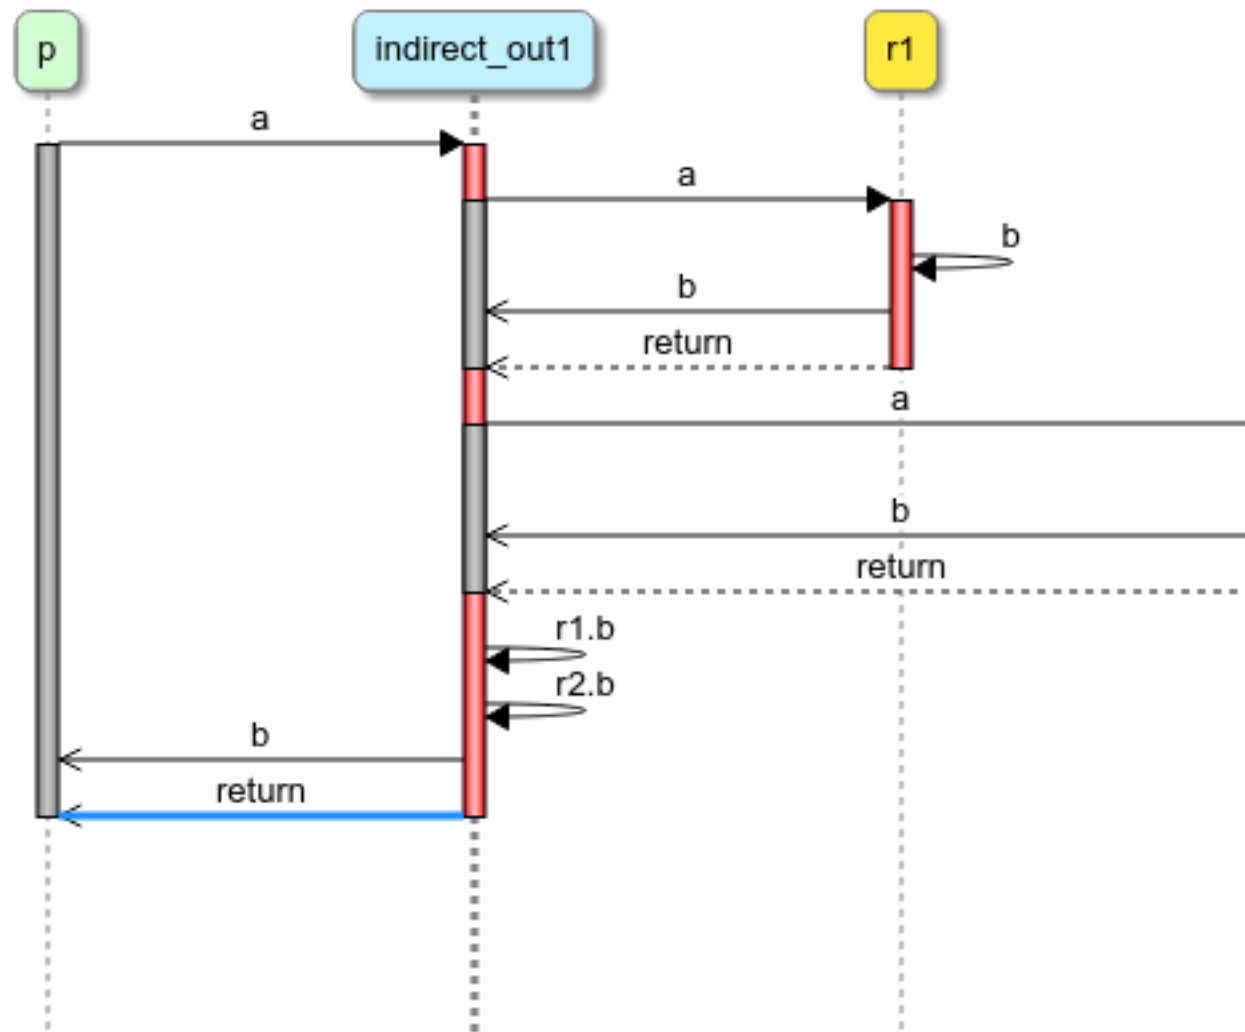 p
indirect_out1
r1
a
a
b
b
return
a
b
return
r1.b
r2.b
b
return